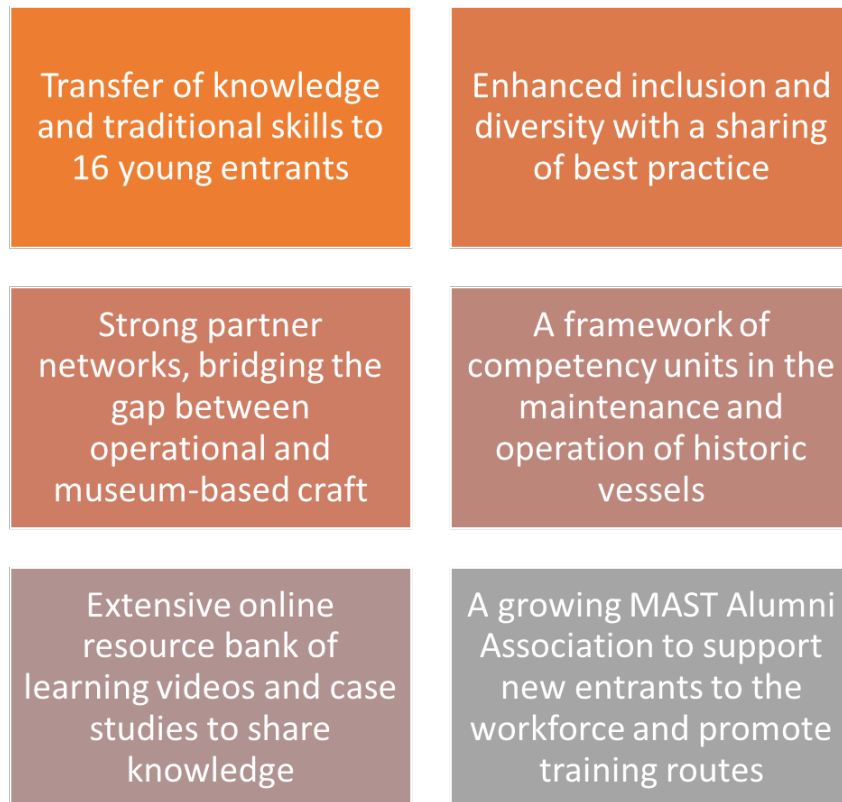 Transfer of knowledge
and traditional skills to
16 young entrants
Enhanced inclusion and
diversity with a sharing
of best practice
Strong partner
networks, bridging the
gap between
operational and
museum-based craft
A framework of
competency units in the
maintenance and
operation of historic
vessels
Extensive online
resource bank of
learning videos and case
studies to share
knowledge
A growing MAST Alumni
Association to support
new entrants to the
workforce and promote
training routes